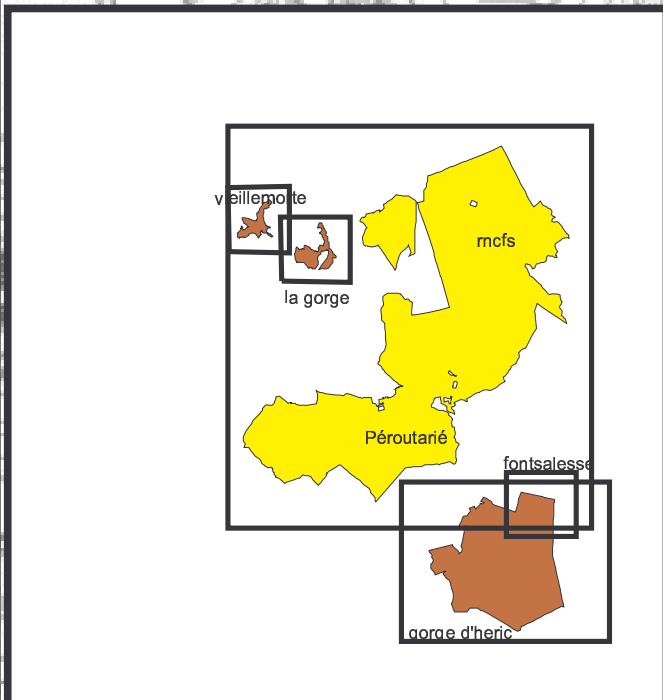 vieillemorte
rncfs
la gorge
Péroutarié
fontsalesse
gorge d'heric